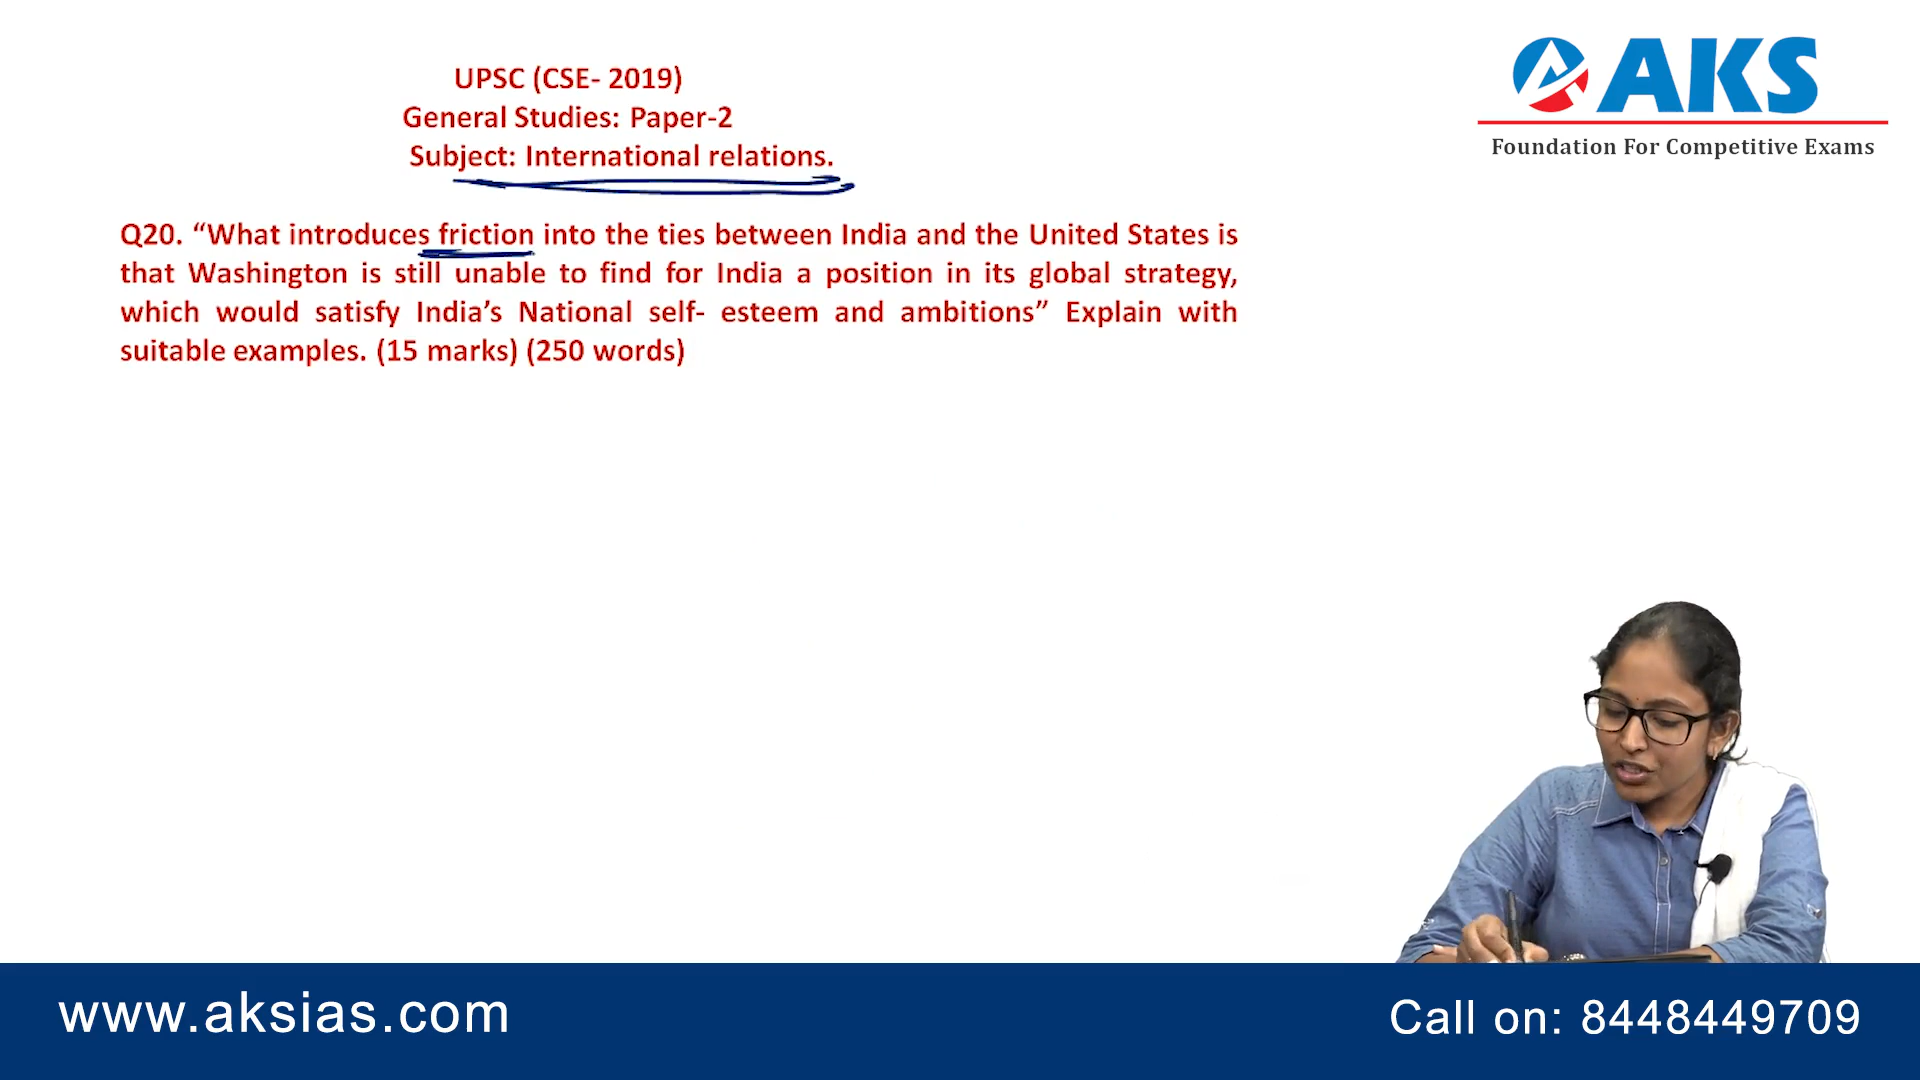 UPSC (CSE- 2019)
General Studies: Paper-2
Subject: International relations.
Q20. “What introduces friction into the ties between India and the United States is
that Washington is still unable to find for India a position in its global strategy,
which would satisfy India’s National self- esteem and ambitions” Explain with
suitable examples. (15 marks) (250 words)
AKS
Foundation For Competitive Exams
www.aksias.com
Call on: 8448449709